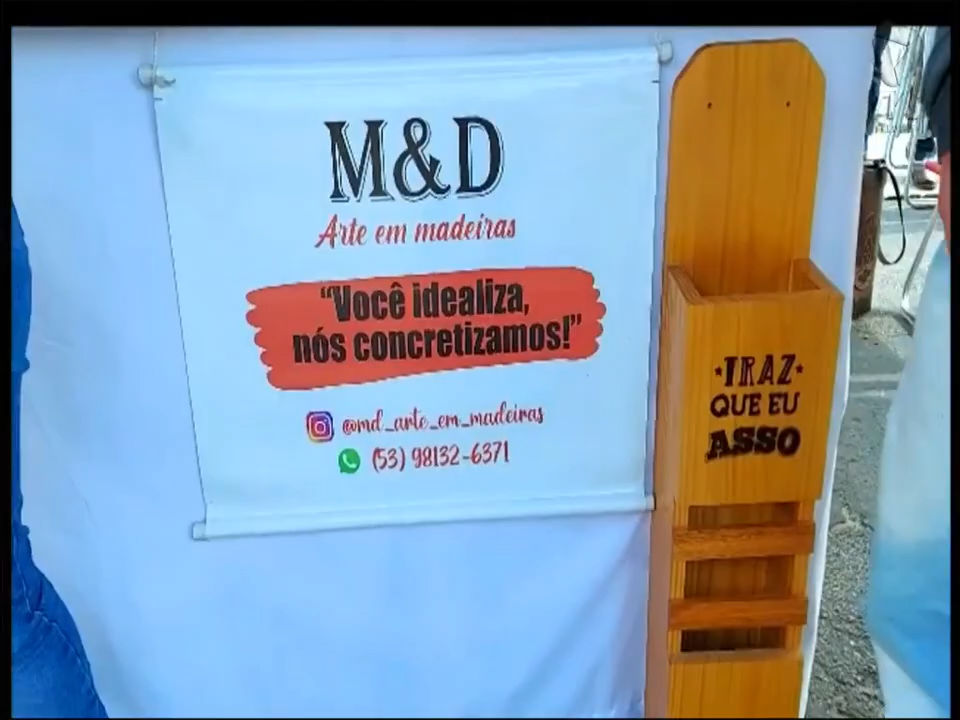 M&D
Arte em madeiras
"Você idealiza,
nós concretizamos!"
@md_arte_em_madeiras
(53) 98132-6371
TRAZ
QUE EU
ASSO